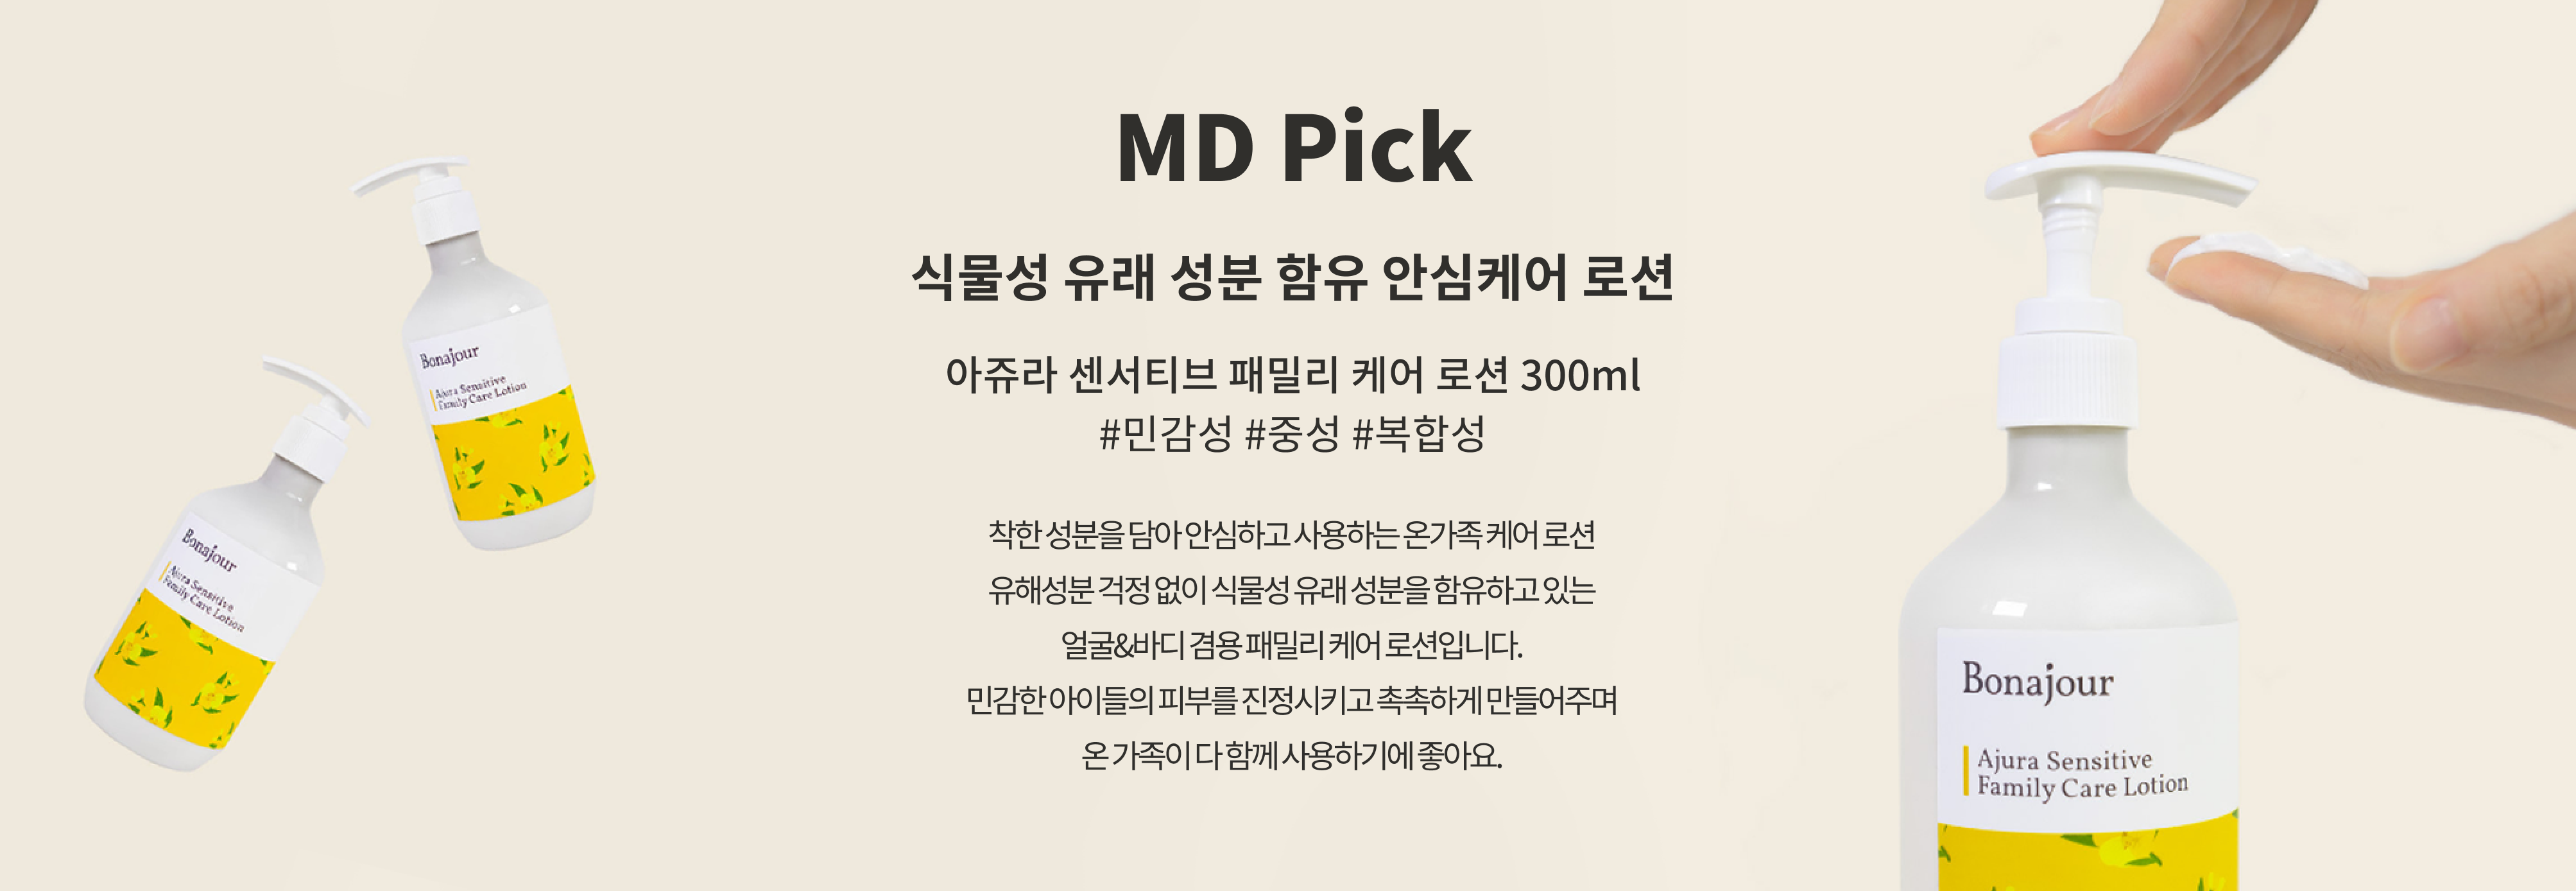 MD Pick
식물성 유래 성분 함유 안심케어 로션
아쥬라 센서티브 패밀리 케어 로션 300ml
#민감성 #중성 #복합성
착한 성분을 담아 안심하고 사용하는 온가족 케어 로션
유해성분 걱정 없이 식물성 유래 성분을 함유하고 있는
얼굴&바디 겸용 패밀리 케어 로션입니다.
민감한 아이들의 피부를 진정시키고 촉촉하게 만들어주며
온 가족이 다 함께 사용하기에 좋아요.
Bonajour
Ajura Sensitive
Family Care Lotion
Bonajour
Ajura Sensitive
Family Care Lotion
Bonajour
Ajura Sensitive
Family Care Lotion